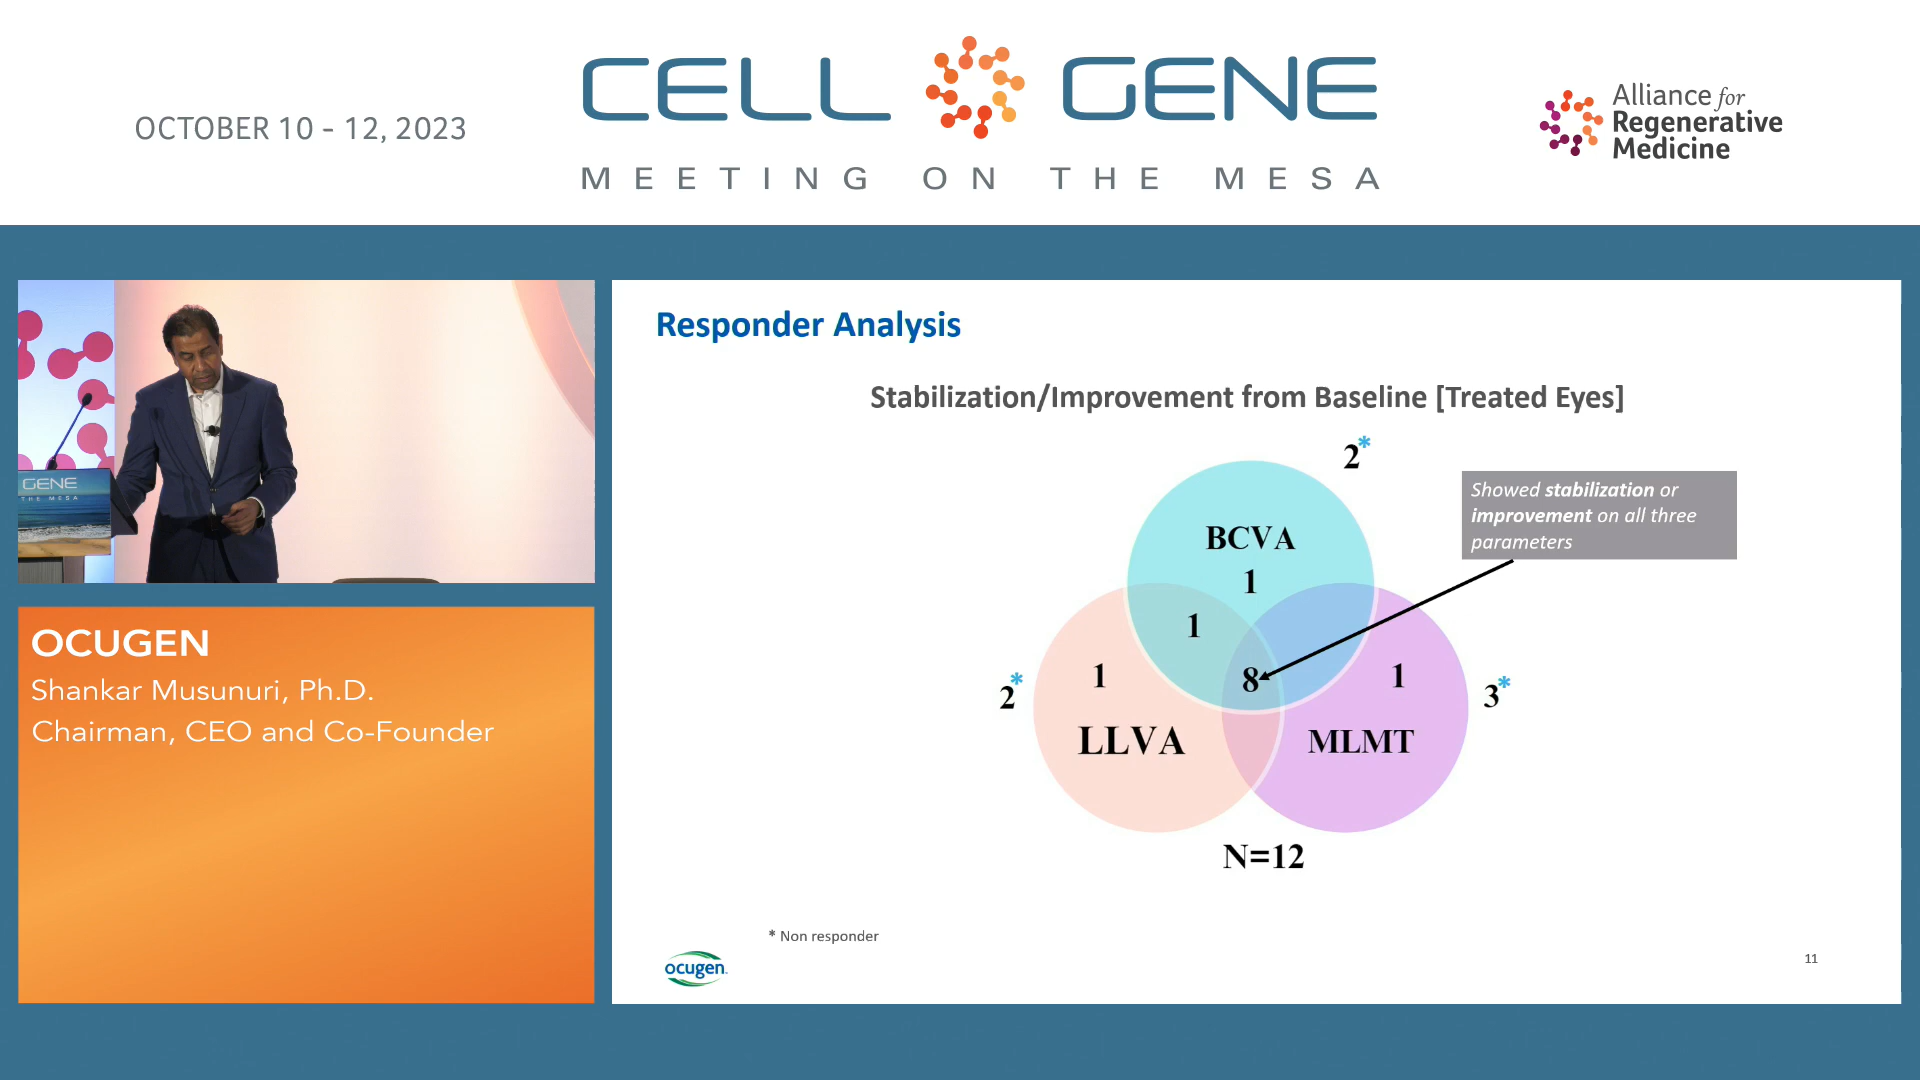 OCTOBER 10 - 12, 2023
CELL GENE
MEETING ON THE MESA
Alliance for
Regenerative
Medicine
GENE
THE MESA
OCUGEN
Shankar Musunuri, Ph.D.
Chairman, CEO and Co-Founder
Responder Analysis
Stabilization/Improvement from Baseline [Treated Eyes]
2*
Showed stabilization or
improvement on all three
parameters
BCVA
1
1
1
8
1
2*
3*
LLVA
MLMT
N=12
* Non responder
ocugen
11